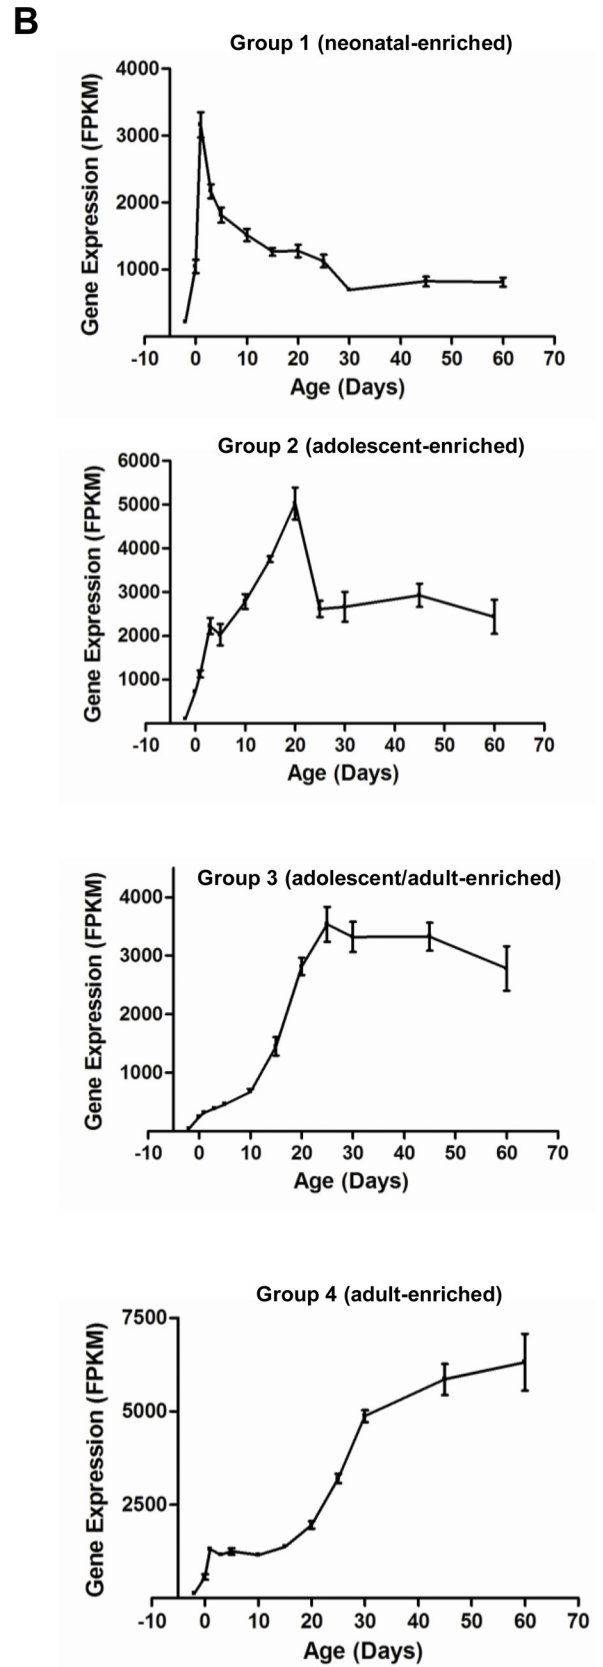 B
Group 1 (neonatal-enriched)
Gene Expression (FPKM)
4000
3000
2000
1000
-10 0 10 20 30 40 50 60 70
Age (Days)
Group 2 (adolescent-enriched)
Gene Expression (FPKM)
6000
5000
4000
3000
2000
1000
-10 0 10 20 30 40 50 60 70
Age (Days)
Group 3 (adolescent/adult-enriched)
Gene Expression (FPKM)
4000
3000
2000
1000
-10 0 10 20 30 40 50 60 70
Age (Days)
Group 4 (adult-enriched)
Gene Expression (FPKM)
7500
5000
2500
-10 0 10 20 30 40 50 60 70
Age (Days)